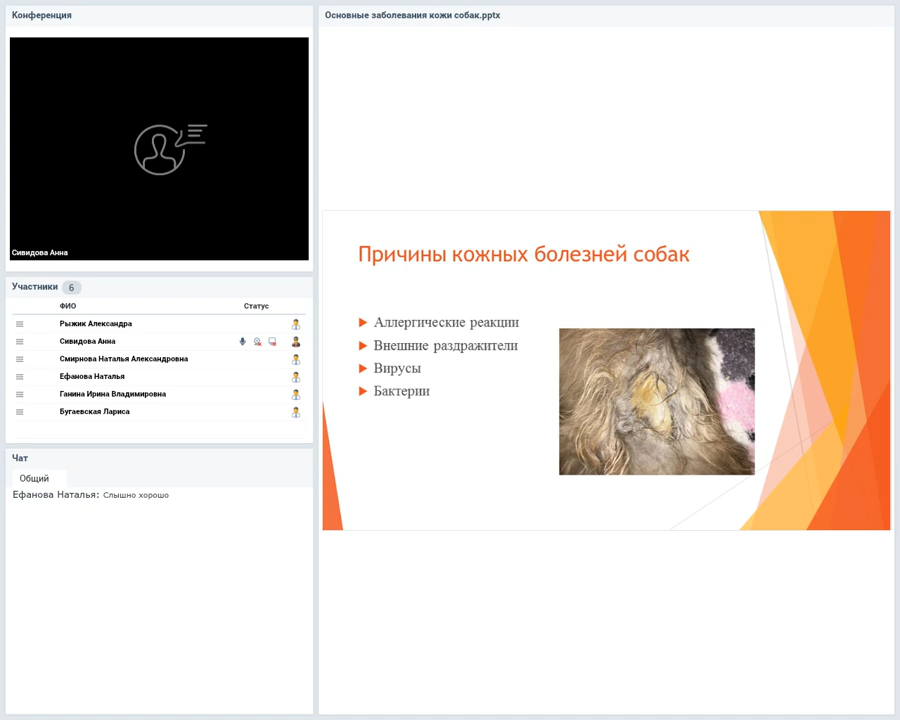 Конференция
Сивидова Анна
Участники 6
ФИО Статус
Рыжик Александра
Сивидова Анна
Смирнова Наталья Александровна
Ефанова Наталья
Ганина Ирина Владимировна
Бугаевская Лариса
Чат
Общий
Ефанова Наталья: Слышно хорошо
Основные заболевания кожи собак.pptx
Причины кожных болезней собак
Аллергические реакции
Внешние раздражители
Вирусы
Бактерии